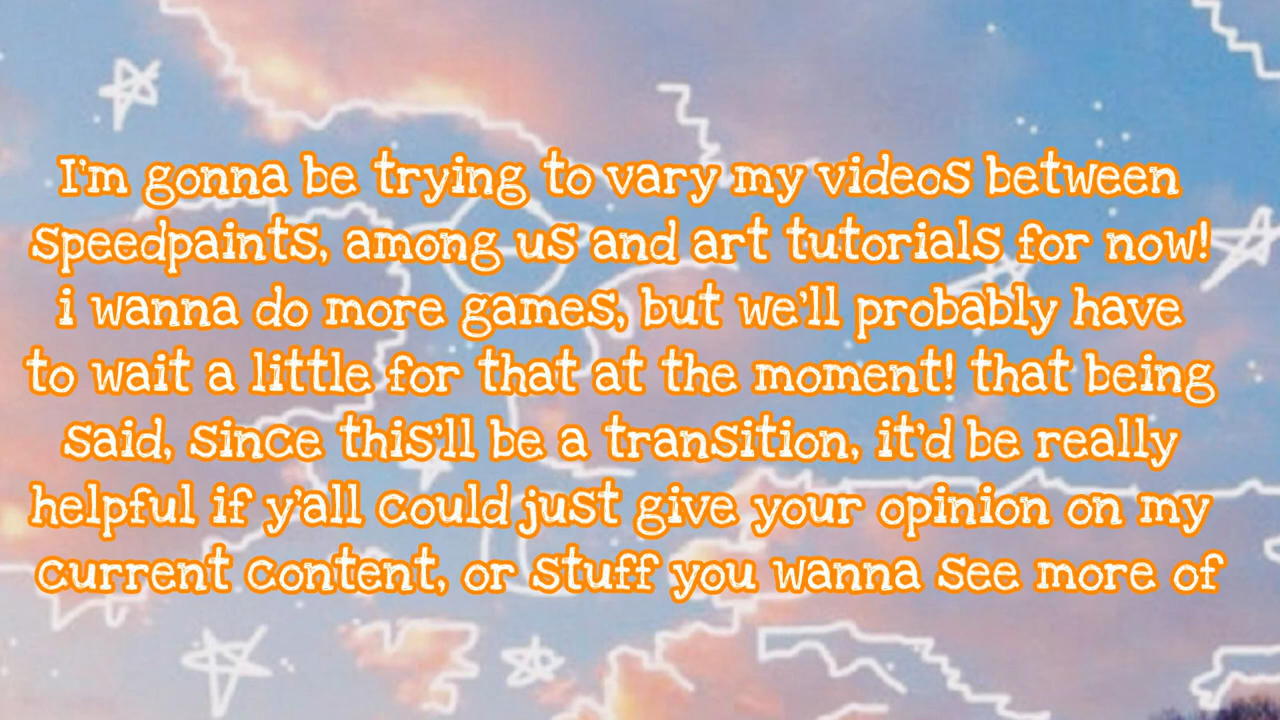 I'm gonna be trying to vary my videos between
speedpaints, among us and art tutorials for now!
i wanna do more games, but we'll probably have
to wait a little for that at the moment! that being
said, since this'll be a transition, it'd be really
helpful if y'all could just give your opinion on my
current content, or stuff you wanna see more of